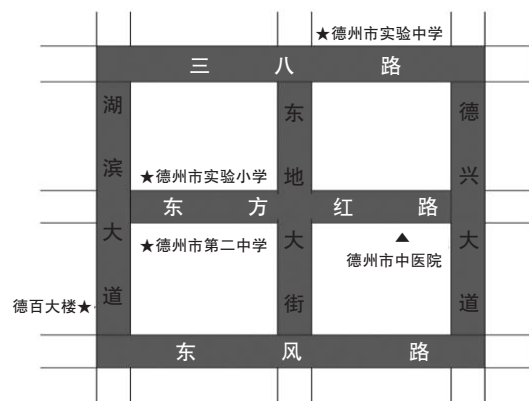 ★德州市实验中学
三八路
湖滨大道
东地大街
德兴大道
★德州市实验小学
东方红路
★德州市第二中学
▲
德州市中医院
德百大楼★
东风路